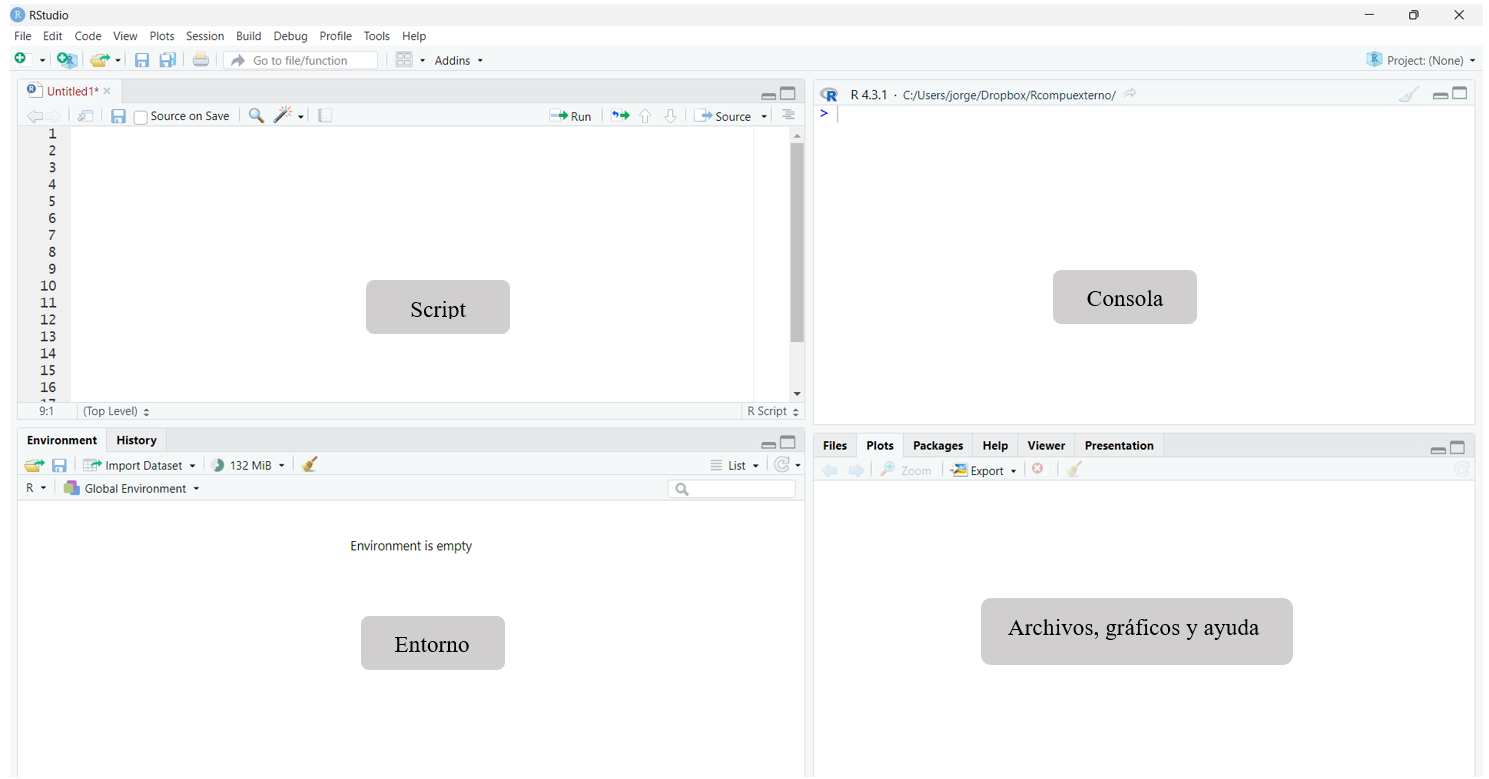 RStudio
File Edit Code View Plots Session Build Debug Profile Tools Help
Go to file/function Addins Project: (None)
Untitled1*
Source on Save Run Source
1
2
3
4
5
6
7
8
9
10
11
12
13
14
15
16
17
Script
9:1 (Top Level) R Script
R 4.3.1 · C:/Users/jorge/Dropbox/Rcompuexterno/
>
Consola
Environment History
Import Dataset 132 MiB List
R Global Environment
Environment is empty
Entorno
Files Plots Packages Help Viewer Presentation
Zoom Export
Archivos, gráficos y ayuda